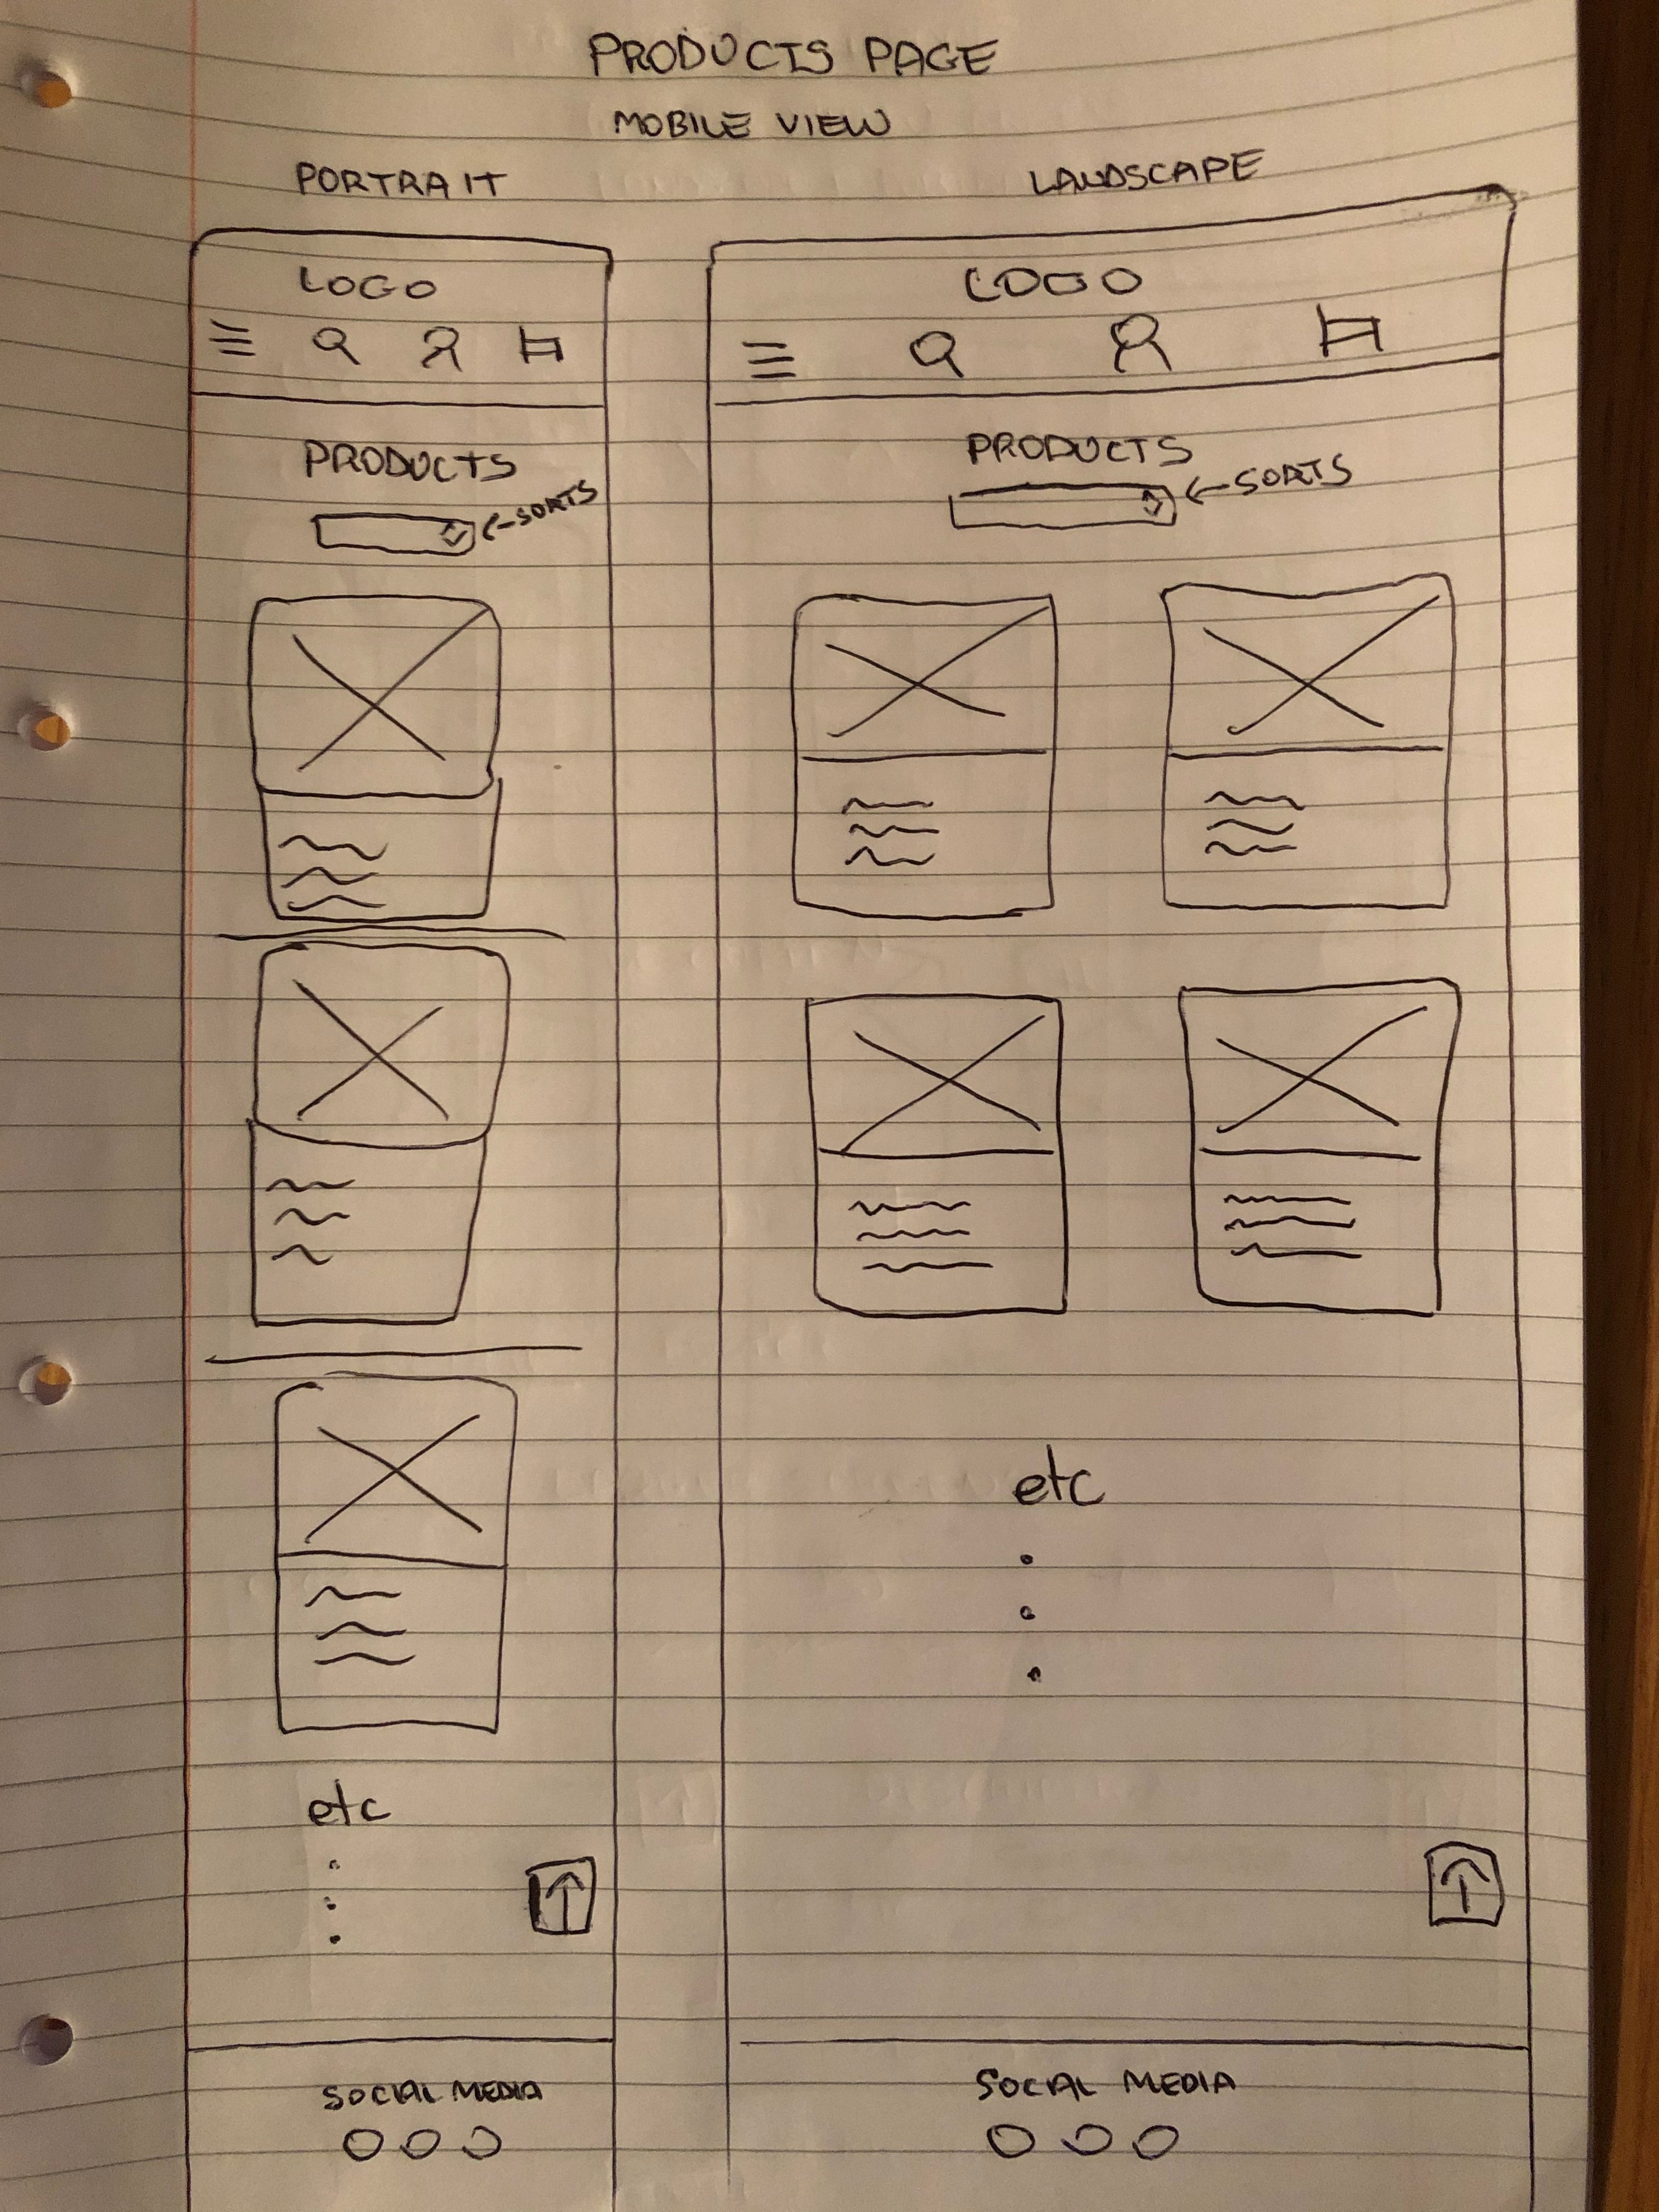 PRODUCTS PAGE
MOBILE VIEW
PORTRAIT
LOGO
PRODUCTS
←SORTS
etc
SOCIAL MEDIA
LANDSCAPE
LOGO
PRODUCTS
←SORTS
etc
SOCIAL MEDIA